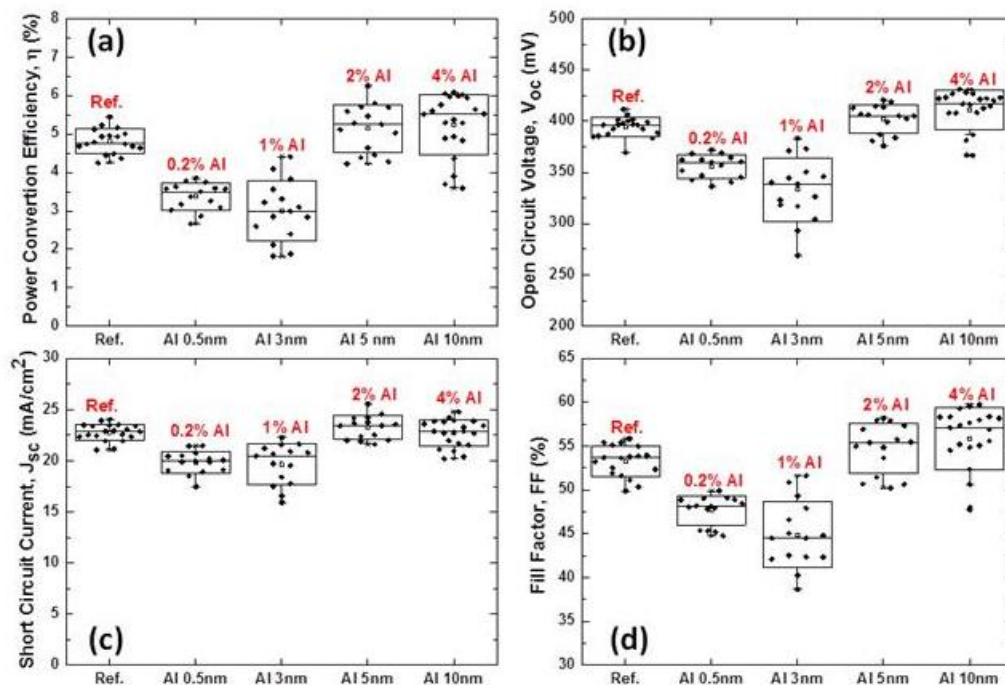 Power Convertion Efficiency, η (%)
8
7
6
5
4
3
2
1
0
(a)
Ref.
0.2% Al
1% Al
2% Al
4% Al
Ref.
Al 0.5nm
Al 3nm
Al 5 nm
Al 10nm
Open Circuit Voltage, Voc (mV)
500
450
400
350
300
250
200
(b)
Ref.
0.2% Al
1% Al
2% Al
4% Al
Ref.
Al 0.5nm
Al 3nm
Al 5nm
Al 10nm
Short Circuit Current, JSC (mA/cm²)
30
25
20
15
10
5
0
Ref.
0.2% Al
1% Al
2% Al
4% Al
(c)
Ref.
Al 0.5nm
Al 3nm
Al 5nm
Al 10nm
Fill Factor, FF (%)
65
60
55
50
45
40
35
30
Ref.
0.2% Al
1% Al
2% Al
4% Al
(d)
Ref.
Al 0.5nm
Al 3nm
Al 5nm
Al 10nm